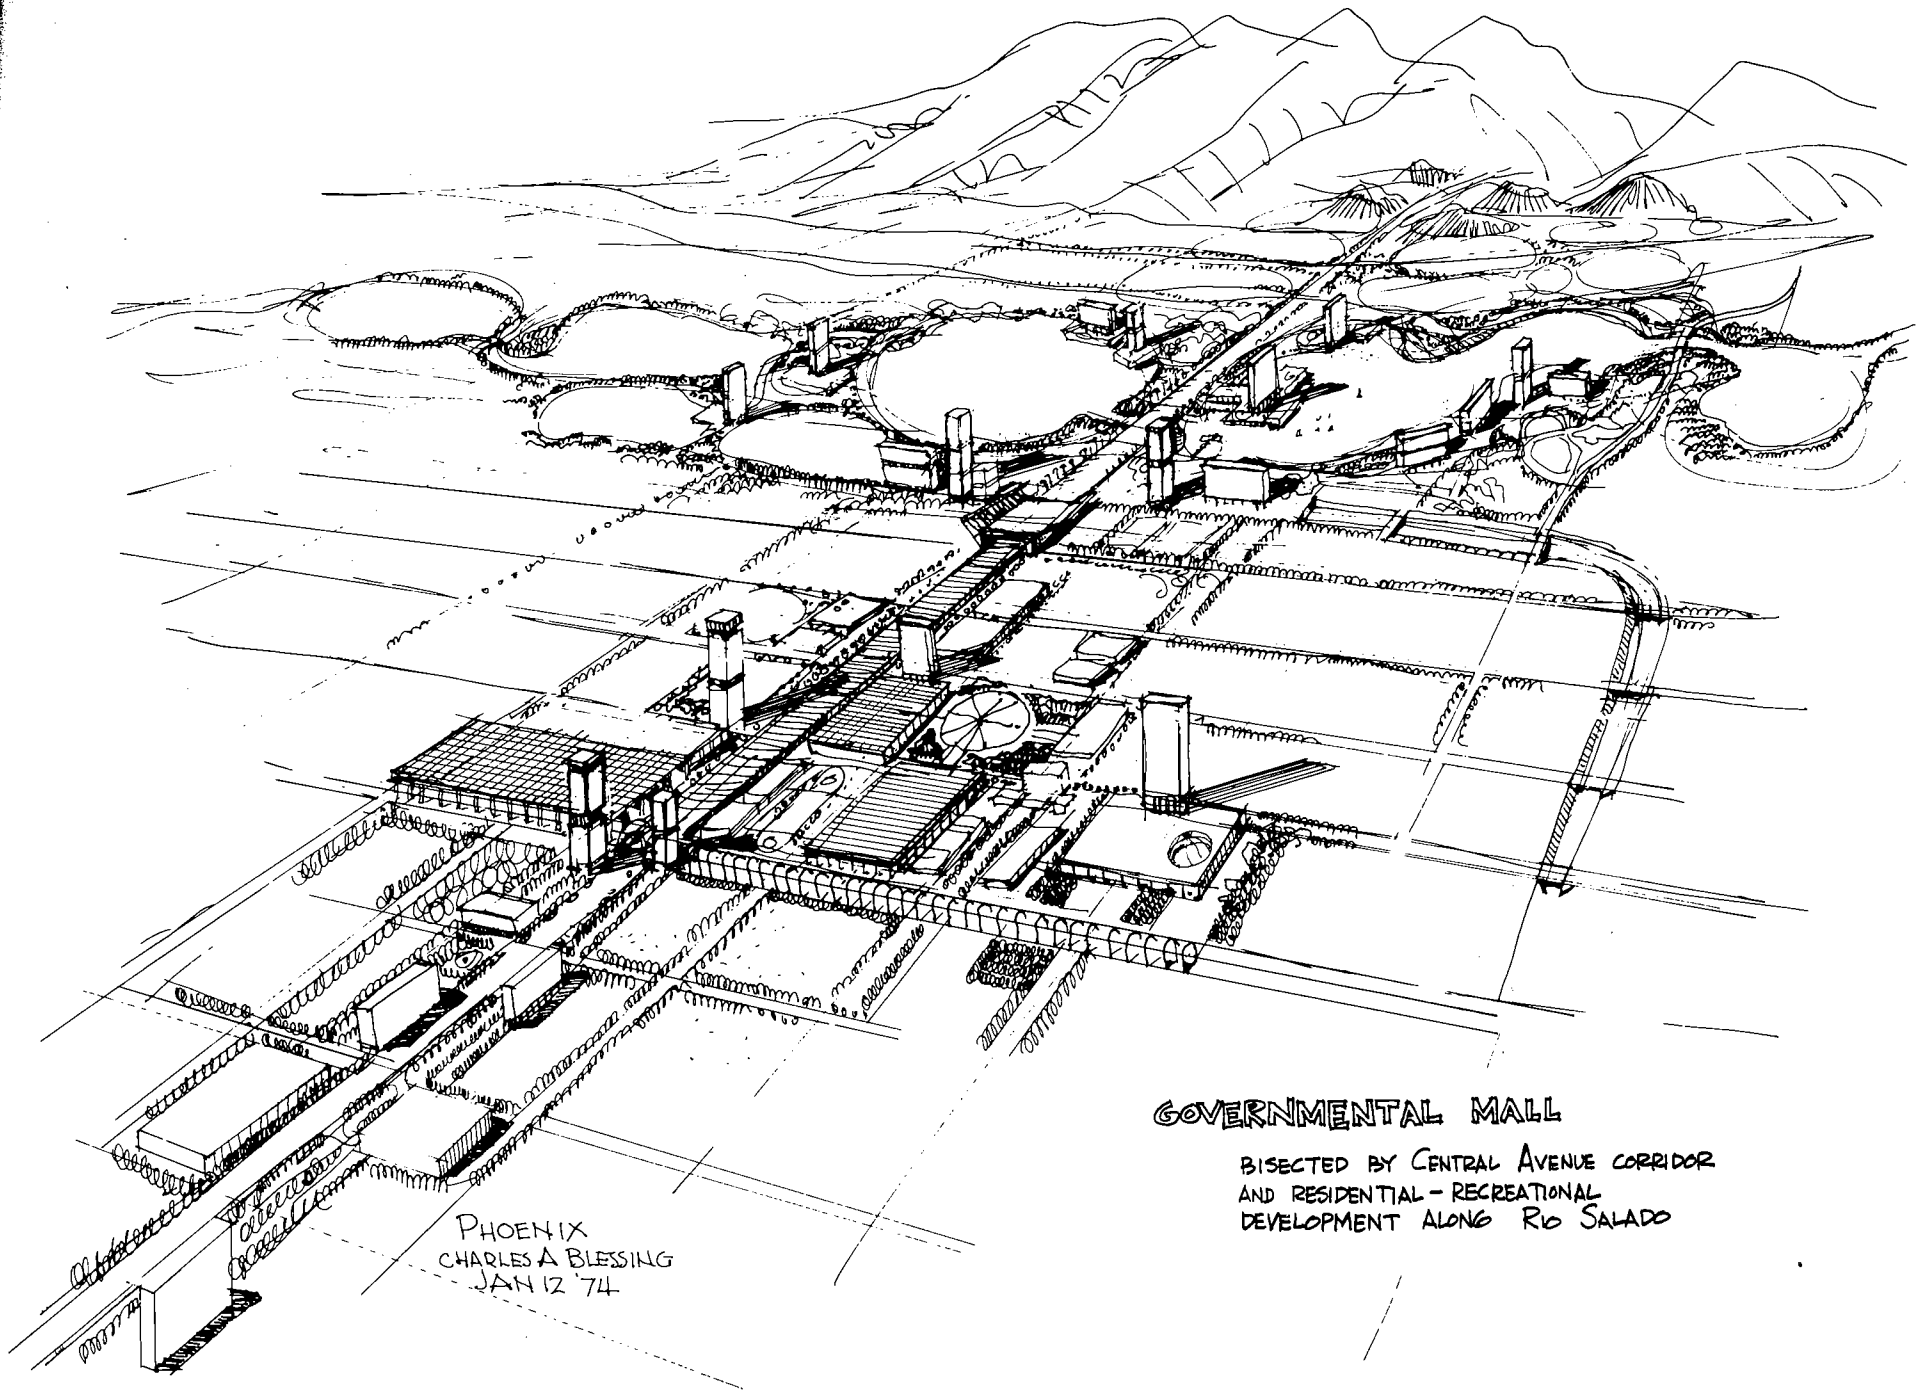 GOVERNMENTAL MALL
BISECTED BY CENTRAL AVENUE CORRIDOR
AND RESIDENTIAL - RECREATIONAL
DEVELOPMENT ALONG RIO SALADO
PHOENIX
CHARLES A BLESSING
JAN 12 '74